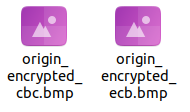 origin_
encrypted_
cbc.bmp
origin_
encrypted_
ecb.bmp